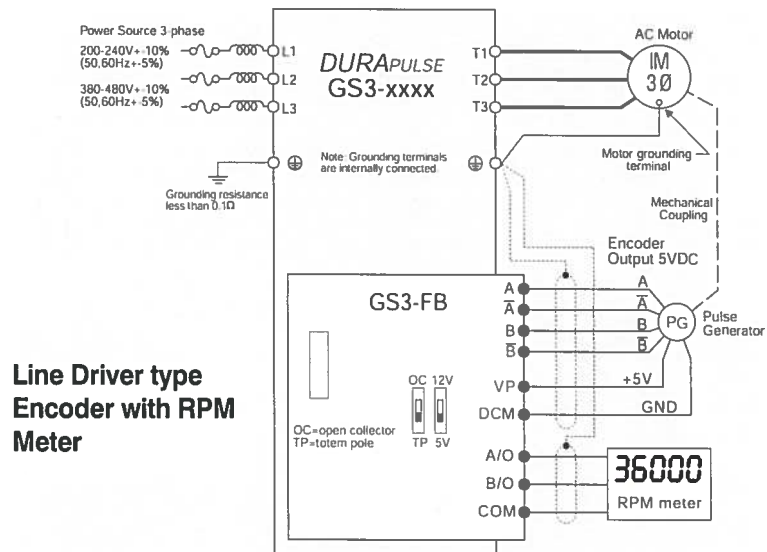 Power Source 3-phase
200-240V+-10%
(50,60Hz+-5%)
380-480V+-10%
(50,60Hz+-5%)
L1
L2
L3
DURAPULSE
GS3-xxxx
T1
T2
T3
AC Motor
IM
3Ø
Note: Grounding terminals
are internally connected
Grounding resistance
less than 0.1Ω
Motor grounding
terminal
Mechanical
Coupling
Encoder
Output 5VDC
GS3-FB
A
A̅
B
B̅
VP
DCM
A/O
B/O
COM
A
A̅
B
B̅
+5V
GND
PG
Pulse
Generator
OC 12V
TP 5V
OC=open collector
TP=totem pole
36000
RPM meter
Line Driver type
Encoder with RPM
Meter